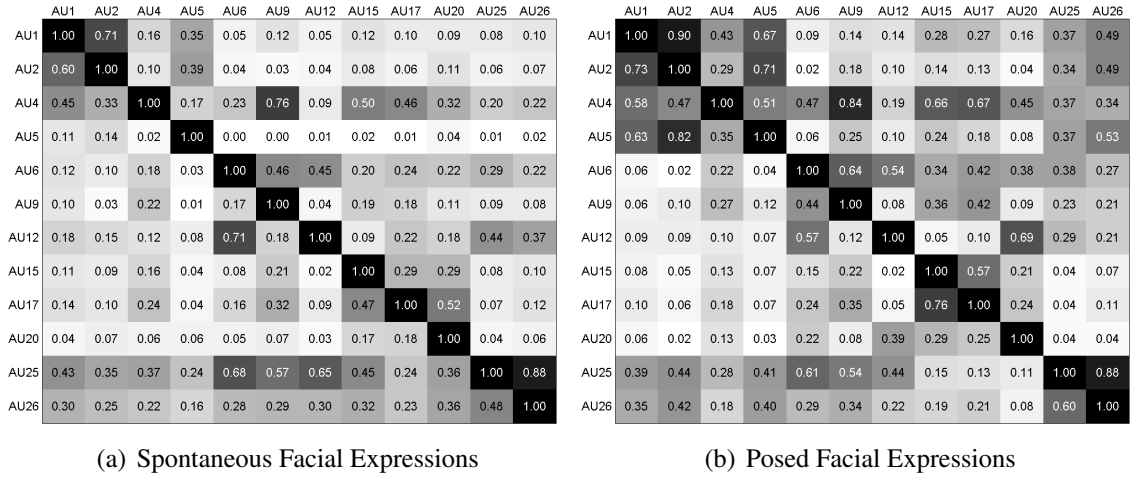 AU1 AU2 AU4 AU5 AU6 AU9 AU12 AU15 AU17 AU20 AU25 AU26
AU1 1.00 0.71 0.16 0.35 0.05 0.12 0.05 0.12 0.10 0.09 0.08 0.10
AU2 0.60 1.00 0.10 0.39 0.04 0.03 0.04 0.08 0.06 0.11 0.06 0.07
AU4 0.45 0.33 1.00 0.17 0.23 0.76 0.09 0.50 0.46 0.32 0.20 0.22
AU5 0.11 0.14 0.02 1.00 0.00 0.00 0.01 0.02 0.01 0.04 0.01 0.02
AU6 0.12 0.10 0.18 0.03 1.00 0.46 0.45 0.20 0.24 0.22 0.29 0.22
AU9 0.10 0.03 0.22 0.01 0.17 1.00 0.04 0.19 0.18 0.11 0.09 0.08
AU12 0.18 0.15 0.12 0.08 0.71 0.18 1.00 0.09 0.22 0.18 0.44 0.37
AU15 0.11 0.09 0.16 0.04 0.08 0.21 0.02 1.00 0.29 0.29 0.08 0.10
AU17 0.14 0.10 0.24 0.04 0.16 0.32 0.09 0.47 1.00 0.52 0.07 0.12
AU20 0.04 0.07 0.06 0.06 0.05 0.07 0.03 0.17 0.18 1.00 0.04 0.06
AU25 0.43 0.35 0.37 0.24 0.68 0.57 0.65 0.45 0.24 0.36 1.00 0.88
AU26 0.30 0.25 0.22 0.16 0.28 0.29 0.30 0.32 0.23 0.36 0.48 1.00
(a) Spontaneous Facial Expressions
AU1 AU2 AU4 AU5 AU6 AU9 AU12 AU15 AU17 AU20 AU25 AU26
AU1 1.00 0.90 0.43 0.67 0.09 0.14 0.14 0.28 0.27 0.16 0.37 0.49
AU2 0.73 1.00 0.29 0.71 0.02 0.18 0.10 0.14 0.13 0.04 0.34 0.49
AU4 0.58 0.47 1.00 0.51 0.47 0.84 0.19 0.66 0.67 0.45 0.37 0.34
AU5 0.63 0.82 0.35 1.00 0.06 0.25 0.10 0.24 0.18 0.08 0.37 0.53
AU6 0.06 0.02 0.22 0.04 1.00 0.64 0.54 0.34 0.42 0.38 0.38 0.27
AU9 0.06 0.10 0.27 0.12 0.44 1.00 0.08 0.36 0.42 0.09 0.23 0.21
AU12 0.09 0.09 0.10 0.07 0.57 0.12 1.00 0.05 0.10 0.69 0.29 0.21
AU15 0.08 0.05 0.13 0.07 0.15 0.22 0.02 1.00 0.57 0.21 0.04 0.07
AU17 0.10 0.06 0.18 0.07 0.24 0.35 0.05 0.76 1.00 0.24 0.04 0.11
AU20 0.06 0.02 0.13 0.03 0.22 0.08 0.39 0.29 0.25 1.00 0.04 0.04
AU25 0.39 0.44 0.28 0.41 0.61 0.54 0.44 0.15 0.13 0.11 1.00 0.88
AU26 0.35 0.42 0.18 0.40 0.29 0.34 0.22 0.19 0.21 0.08 0.60 1.00
(b) Posed Facial Expressions